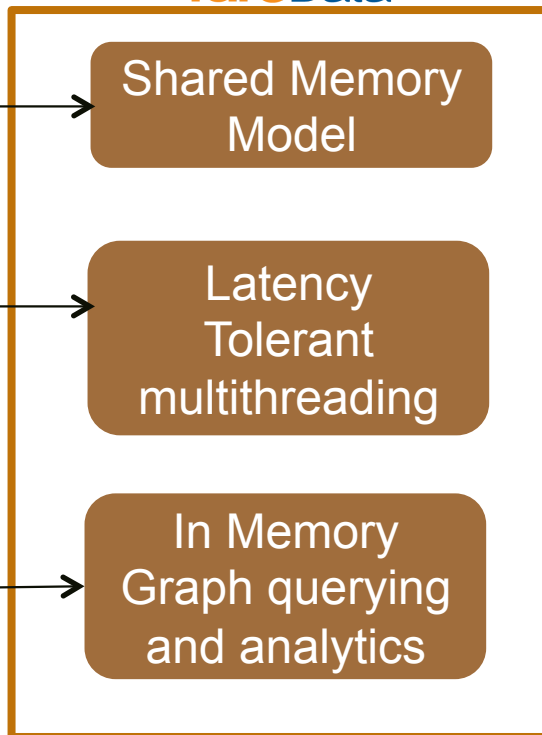 Shared Memory
Model
Latency
Tolerant
multithreading
In Memory
Graph querying
and analytics